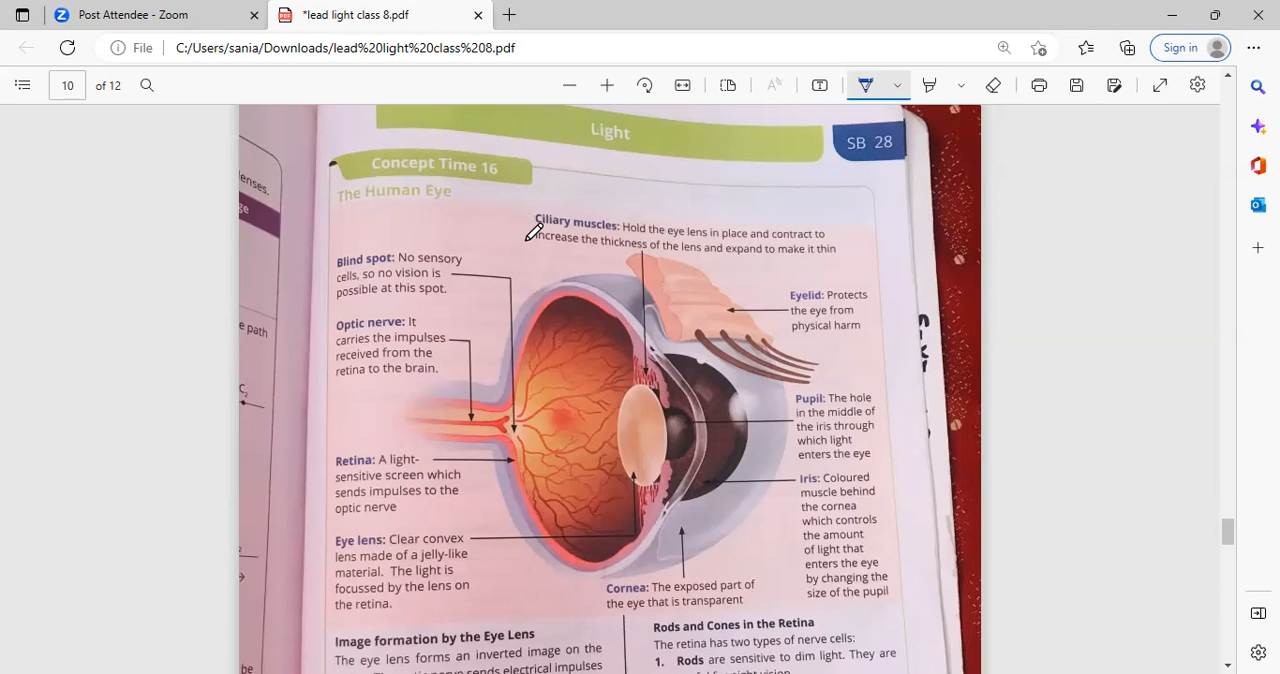 Post Attendee - Zoom
*lead light class 8.pdf
File
C:/Users/sania/Downloads/lead%20light%20class%208.pdf
Sign in
10
of 12
Light
SB 28
Concept Time 16
The Human Eye
Ciliary muscles: Hold the eye lens in place and contract to
increase the thickness of the lens and expand to make it thin
Blind spot: No sensory
cells, so no vision is
possible at this spot.
Eyelid: Protects
the eye from
physical harm
Optic nerve: It
carries the impulses
received from the
retina to the brain.
Pupil: The hole
in the middle of
the iris through
which light
enters the eye
Retina: A light-
sensitive screen which
sends impulses to the
optic nerve
Iris: Coloured
muscle behind
the cornea
which controls
the amount
of light that
enters the eye
by changing the
size of the pupil
Eye lens: Clear convex
lens made of a jelly-like
material. The light is
focussed by the lens on
the retina.
Cornea: The exposed part of
the eye that is transparent
Image formation by the Eye Lens
The eye lens forms an inverted image on the
sends electrical impulses
Rods and Cones in the Retina
The retina has two types of nerve cells:
1. Rods are sensitive to dim light. They are
enses.
ge
e path
C₂
be